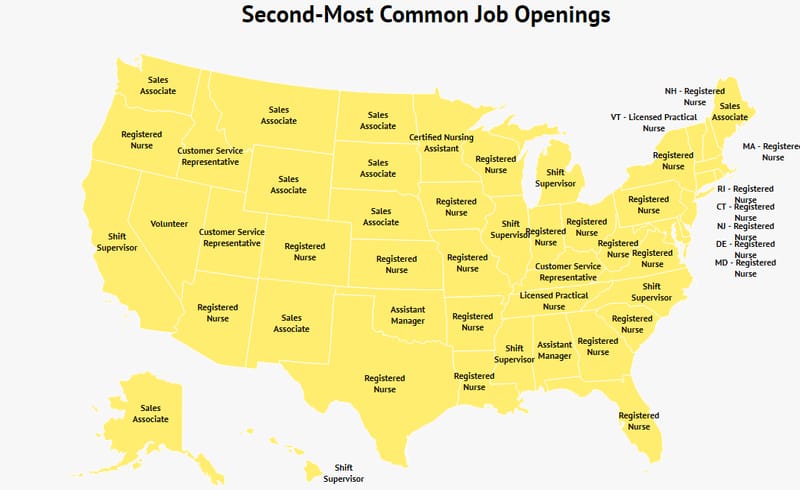 Second-Most Common Job Openings
Sales
Associate
Registered
Nurse
Customer Service
Representative
Sales
Associate
Sales
Associate
Sales
Associate
Sales
Associate
Sales
Associate
Certified Nursing
Assistant
Registered
Nurse
Shift
Supervisor
NH - Registered
Nurse
VT - Licensed Practical
Nurse
Sales
Associate
MA - Registered
Nurse
Registered
Nurse
RI - Registered
Nurse
CT - Registered
Nurse
NJ - Registered
Nurse
DE - Registered
Nurse
MD - Registered
Nurse
Shift
Supervisor
Volunteer
Customer Service
Representative
Registered
Nurse
Registered
Nurse
Registered
Nurse
Registered
Nurse
Shift
Supervisor
Registered
Nurse
Registered
Nurse
Registered
Nurse
Registered
Nurse
Registered
Nurse
Customer Service
Representative
Licensed Practical
Nurse
Shift
Supervisor
Registered
Nurse
Sales
Associate
Assistant
Manager
Registered
Nurse
Registered
Nurse
Shift
Supervisor
Assistant
Manager
Registered
Nurse
Registered
Nurse
Registered
Nurse
Registered
Nurse
Sales
Associate
Shift
Supervisor
Registered
Nurse